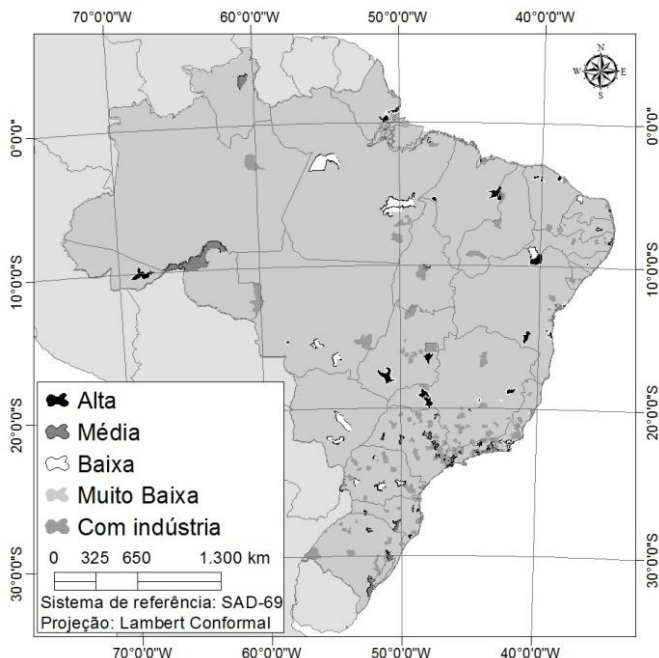 70°0'0"W 60°0'0"W 50°0'0"W 40°0'0"W
N
W E
S
0°0'0"
0°0'0"
10°0'0"S
10°0'0"S
20°0'0"S
20°0'0"S
30°0'0"S
30°0'0"S
Alta
Média
Baixa
Muito Baixa
Com indústria
0 325 650 1.300 km
Sistema de referência: SAD-69
Projeção: Lambert Conformal
70°0'0"W 60°0'0"W 50°0'0"W 40°0'0"W